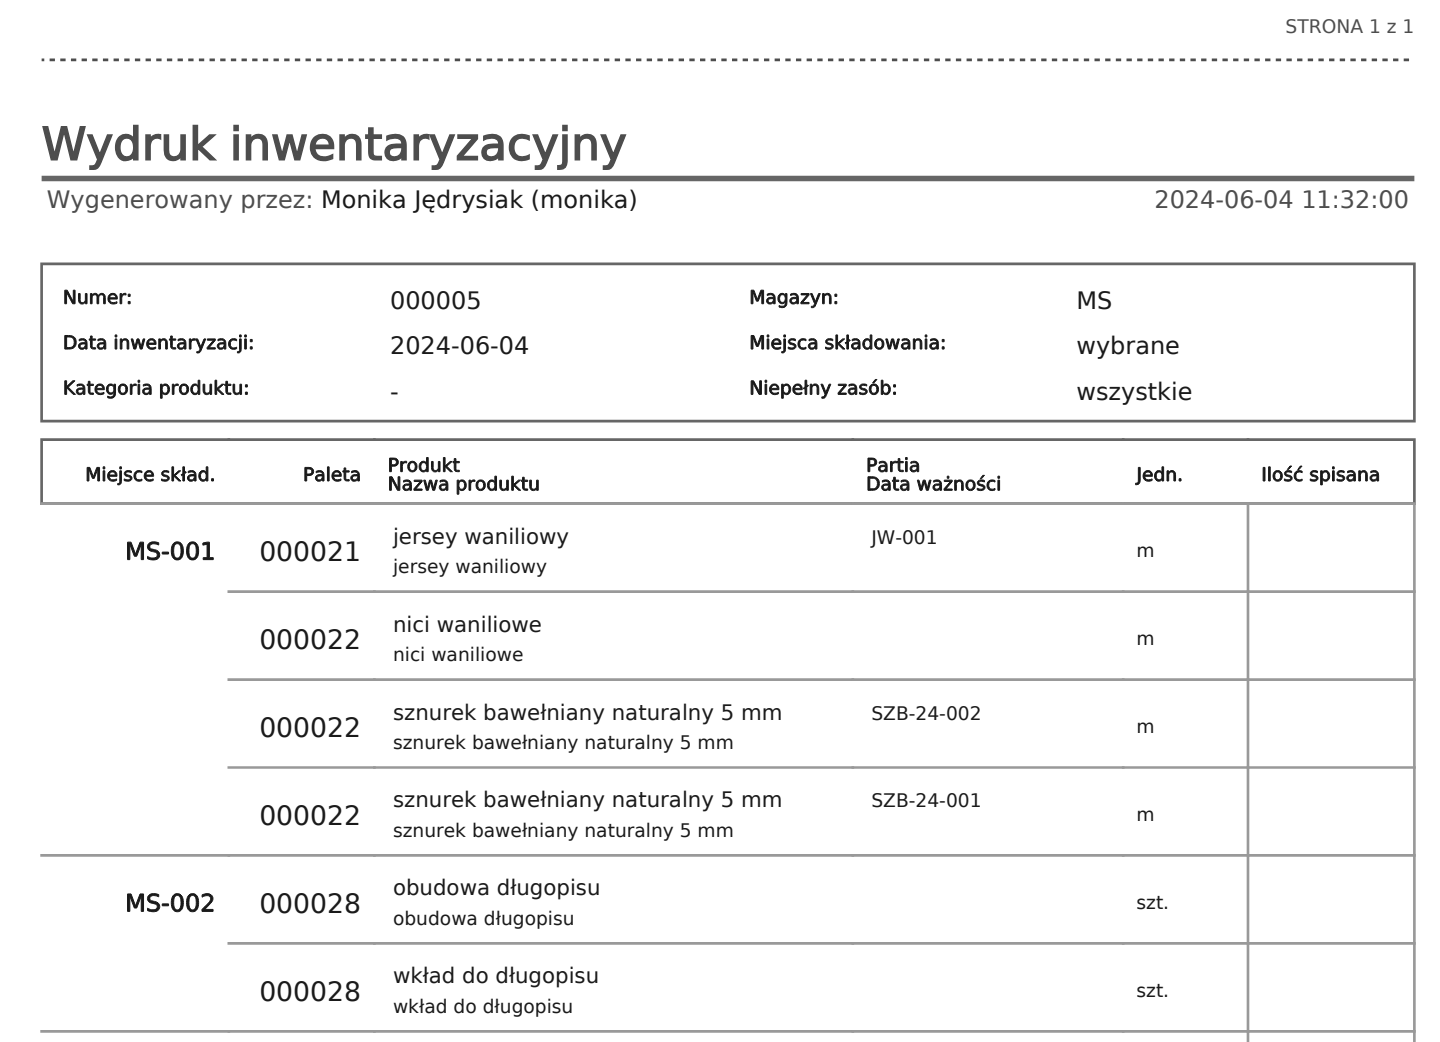 STRONA 1 z 1
Wydruk inwentaryzacyjny
Wygenerowany przez: Monika Jędrysiak (monika) 2024-06-04 11:32:00
Numer: 000005 Magazyn: MS
Data inwentaryzacji: 2024-06-04 Miejsca składowania: wybrane
Kategoria produktu: - Niepełny zasób: wszystkie
Miejsce skład. Paleta Produkt Partia Jedn. Ilość spisana
Nazwa produktu Data ważności
MS-001 000021 jersey waniliowy JW-001 m
jersey waniliowy
000022 nici waniliowe m
nici waniliowe
000022 sznurek bawełniany naturalny 5 mm SZB-24-002 m
sznurek bawełniany naturalny 5 mm
000022 sznurek bawełniany naturalny 5 mm SZB-24-001 m
sznurek bawełniany naturalny 5 mm
MS-002 000028 obudowa długopisu szt.
obudowa długopisu
000028 wkład do długopisu szt.
wkład do długopisu